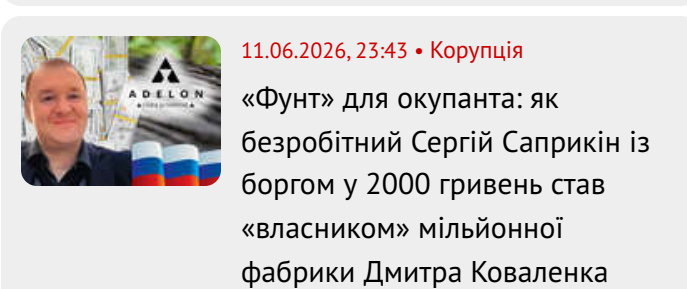 11.06.2026, 23:43 • Корупція
ADELON
«Фунт» для окупанта: як
безробітний Сергій Саприкін із
боргом у 2000 гривень став
«власником» мільйонної
фабрики Дмитра Коваленка